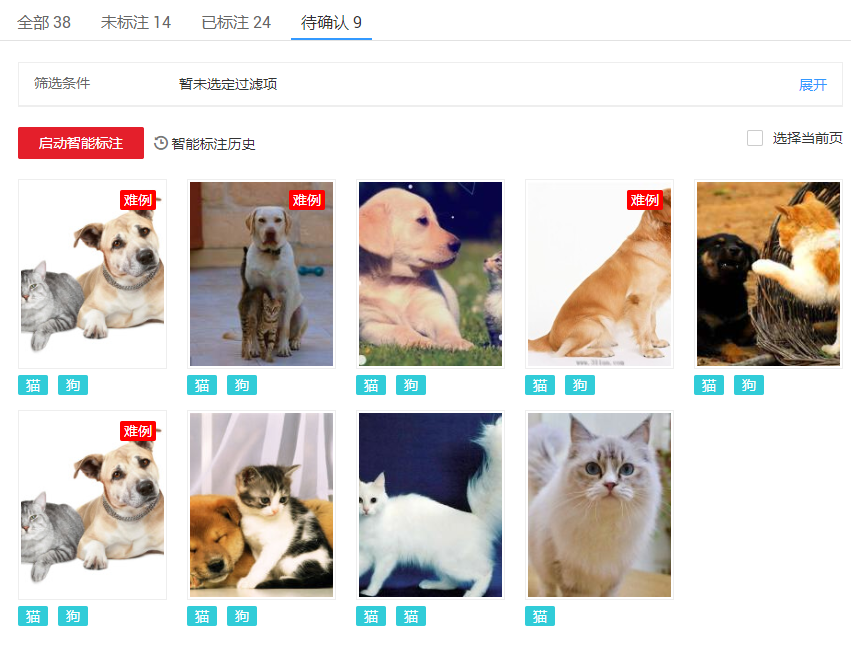 全部 38 未标注 14 已标注 24 待确认 9
筛选条件 暂未选定过滤项 展开
启动智能标注 智能标注历史 选择当前页
难例 难例 难例
猫 狗 猫 狗 猫 狗 猫 狗 猫 狗
难例
猫 狗 猫 狗 猫 猫 猫